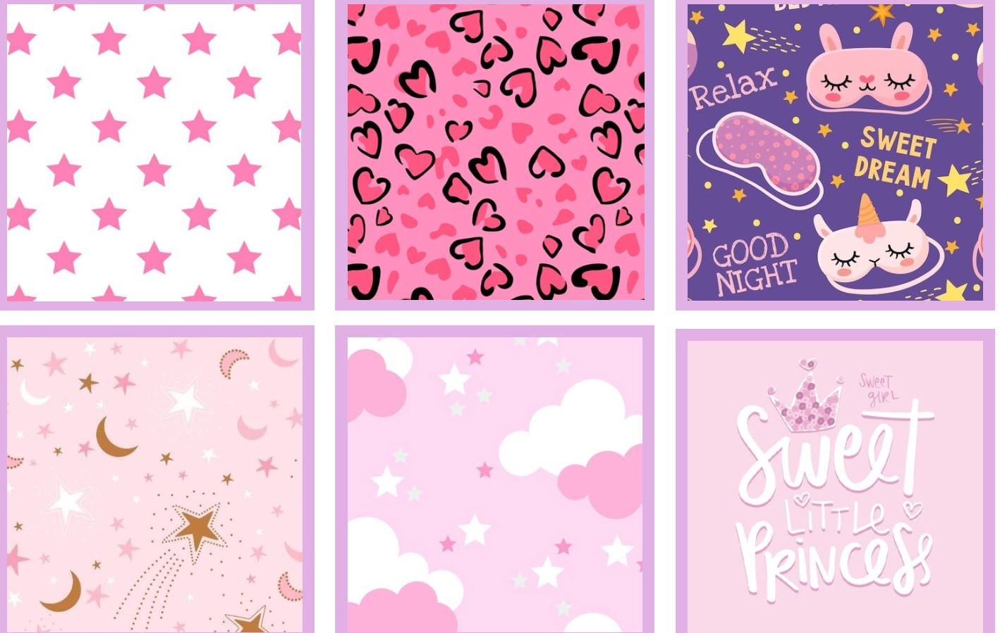 Relax
SWEET
DREAM
GOOD
NIGHT
Sweet
girl
Sweet
Little
Princess